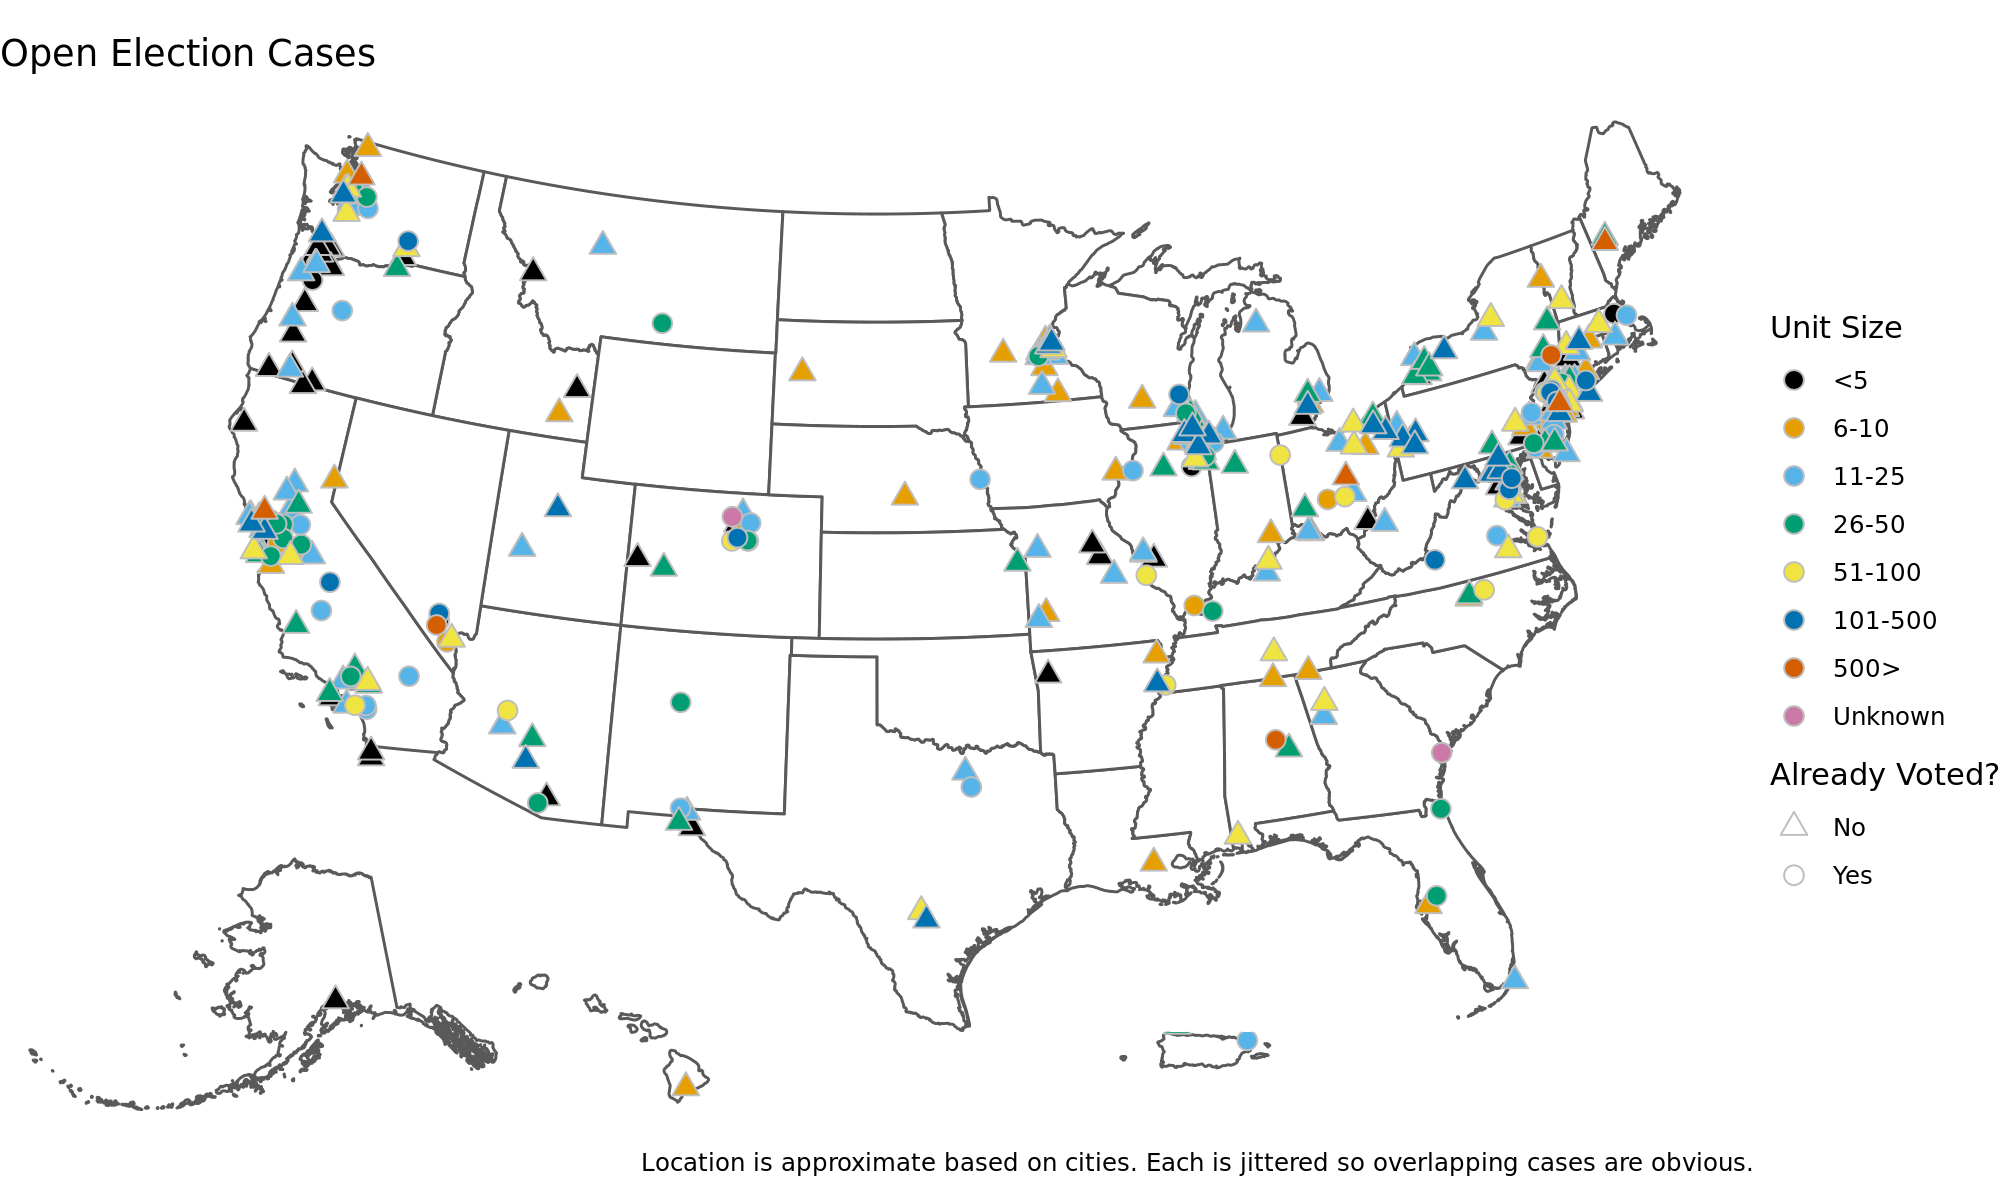 Open Election Cases
Unit Size
<5
6-10
11-25
26-50
51-100
101-500
500>
Unknown
Already Voted?
No
Yes
Location is approximate based on cities. Each is jittered so overlapping cases are obvious.